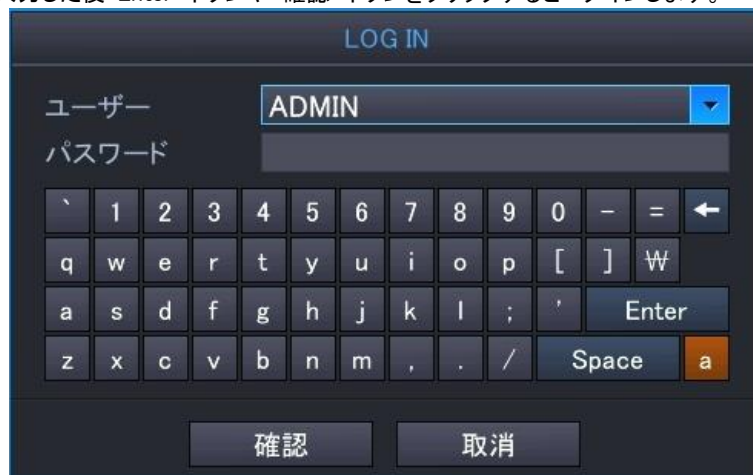 LOG IN
ユーザー ADMIN
パスワード
` 1 2 3 4 5 6 7 8 9 0 - = ←
q w e r t y u i o p [ ] ₩
a s d f g h j k l ; ' Enter
z x c v b n m , . / Space a
確認 取消